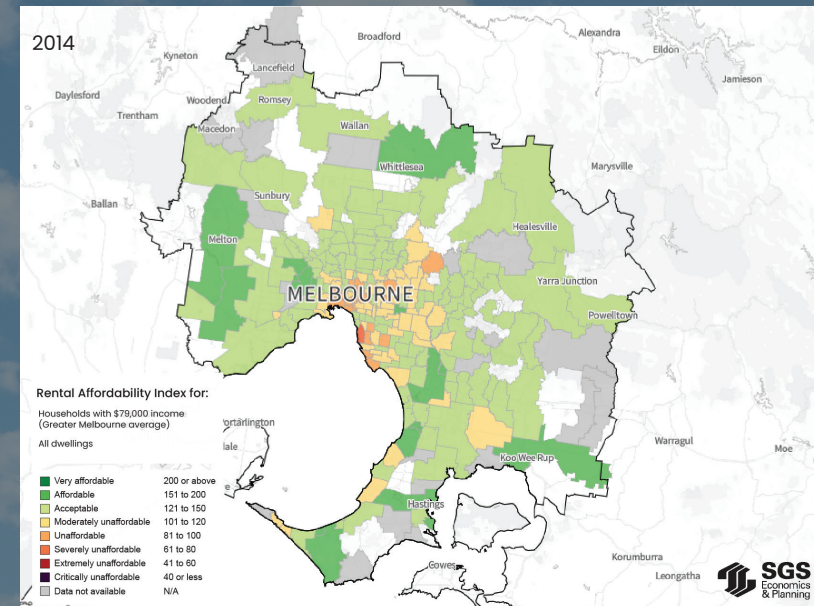 2014
Broadford
Alexandra
Eildon
Kyneton
Lancefield
Jamieson
Daylesford
Woodend
Romsey
Trentham
Macedon
Wallan
Whittlesea
Marysville
Ballan
Sunbury
Melton
Healesville
MELBOURNE
Yarra Junction
Powelltown
Rental Affordability Index for:
Households with $79,000 income
(Greater Melbourne average)
All dwellings
ortarlington
dale
e
Warragul
Moe
Koo Wee Rup
Hastings
Very affordable 200 or above
Affordable 151 to 200
Acceptable 121 to 150
Moderately unaffordable 101 to 120
Unaffordable 81 to 100
Severely unaffordable 61 to 80
Extremely unaffordable 41 to 60
Critically unaffordable 40 or less
Data not available N/A
Cowes
Korumburra
Leongatha
SGS
Economics
& Planning